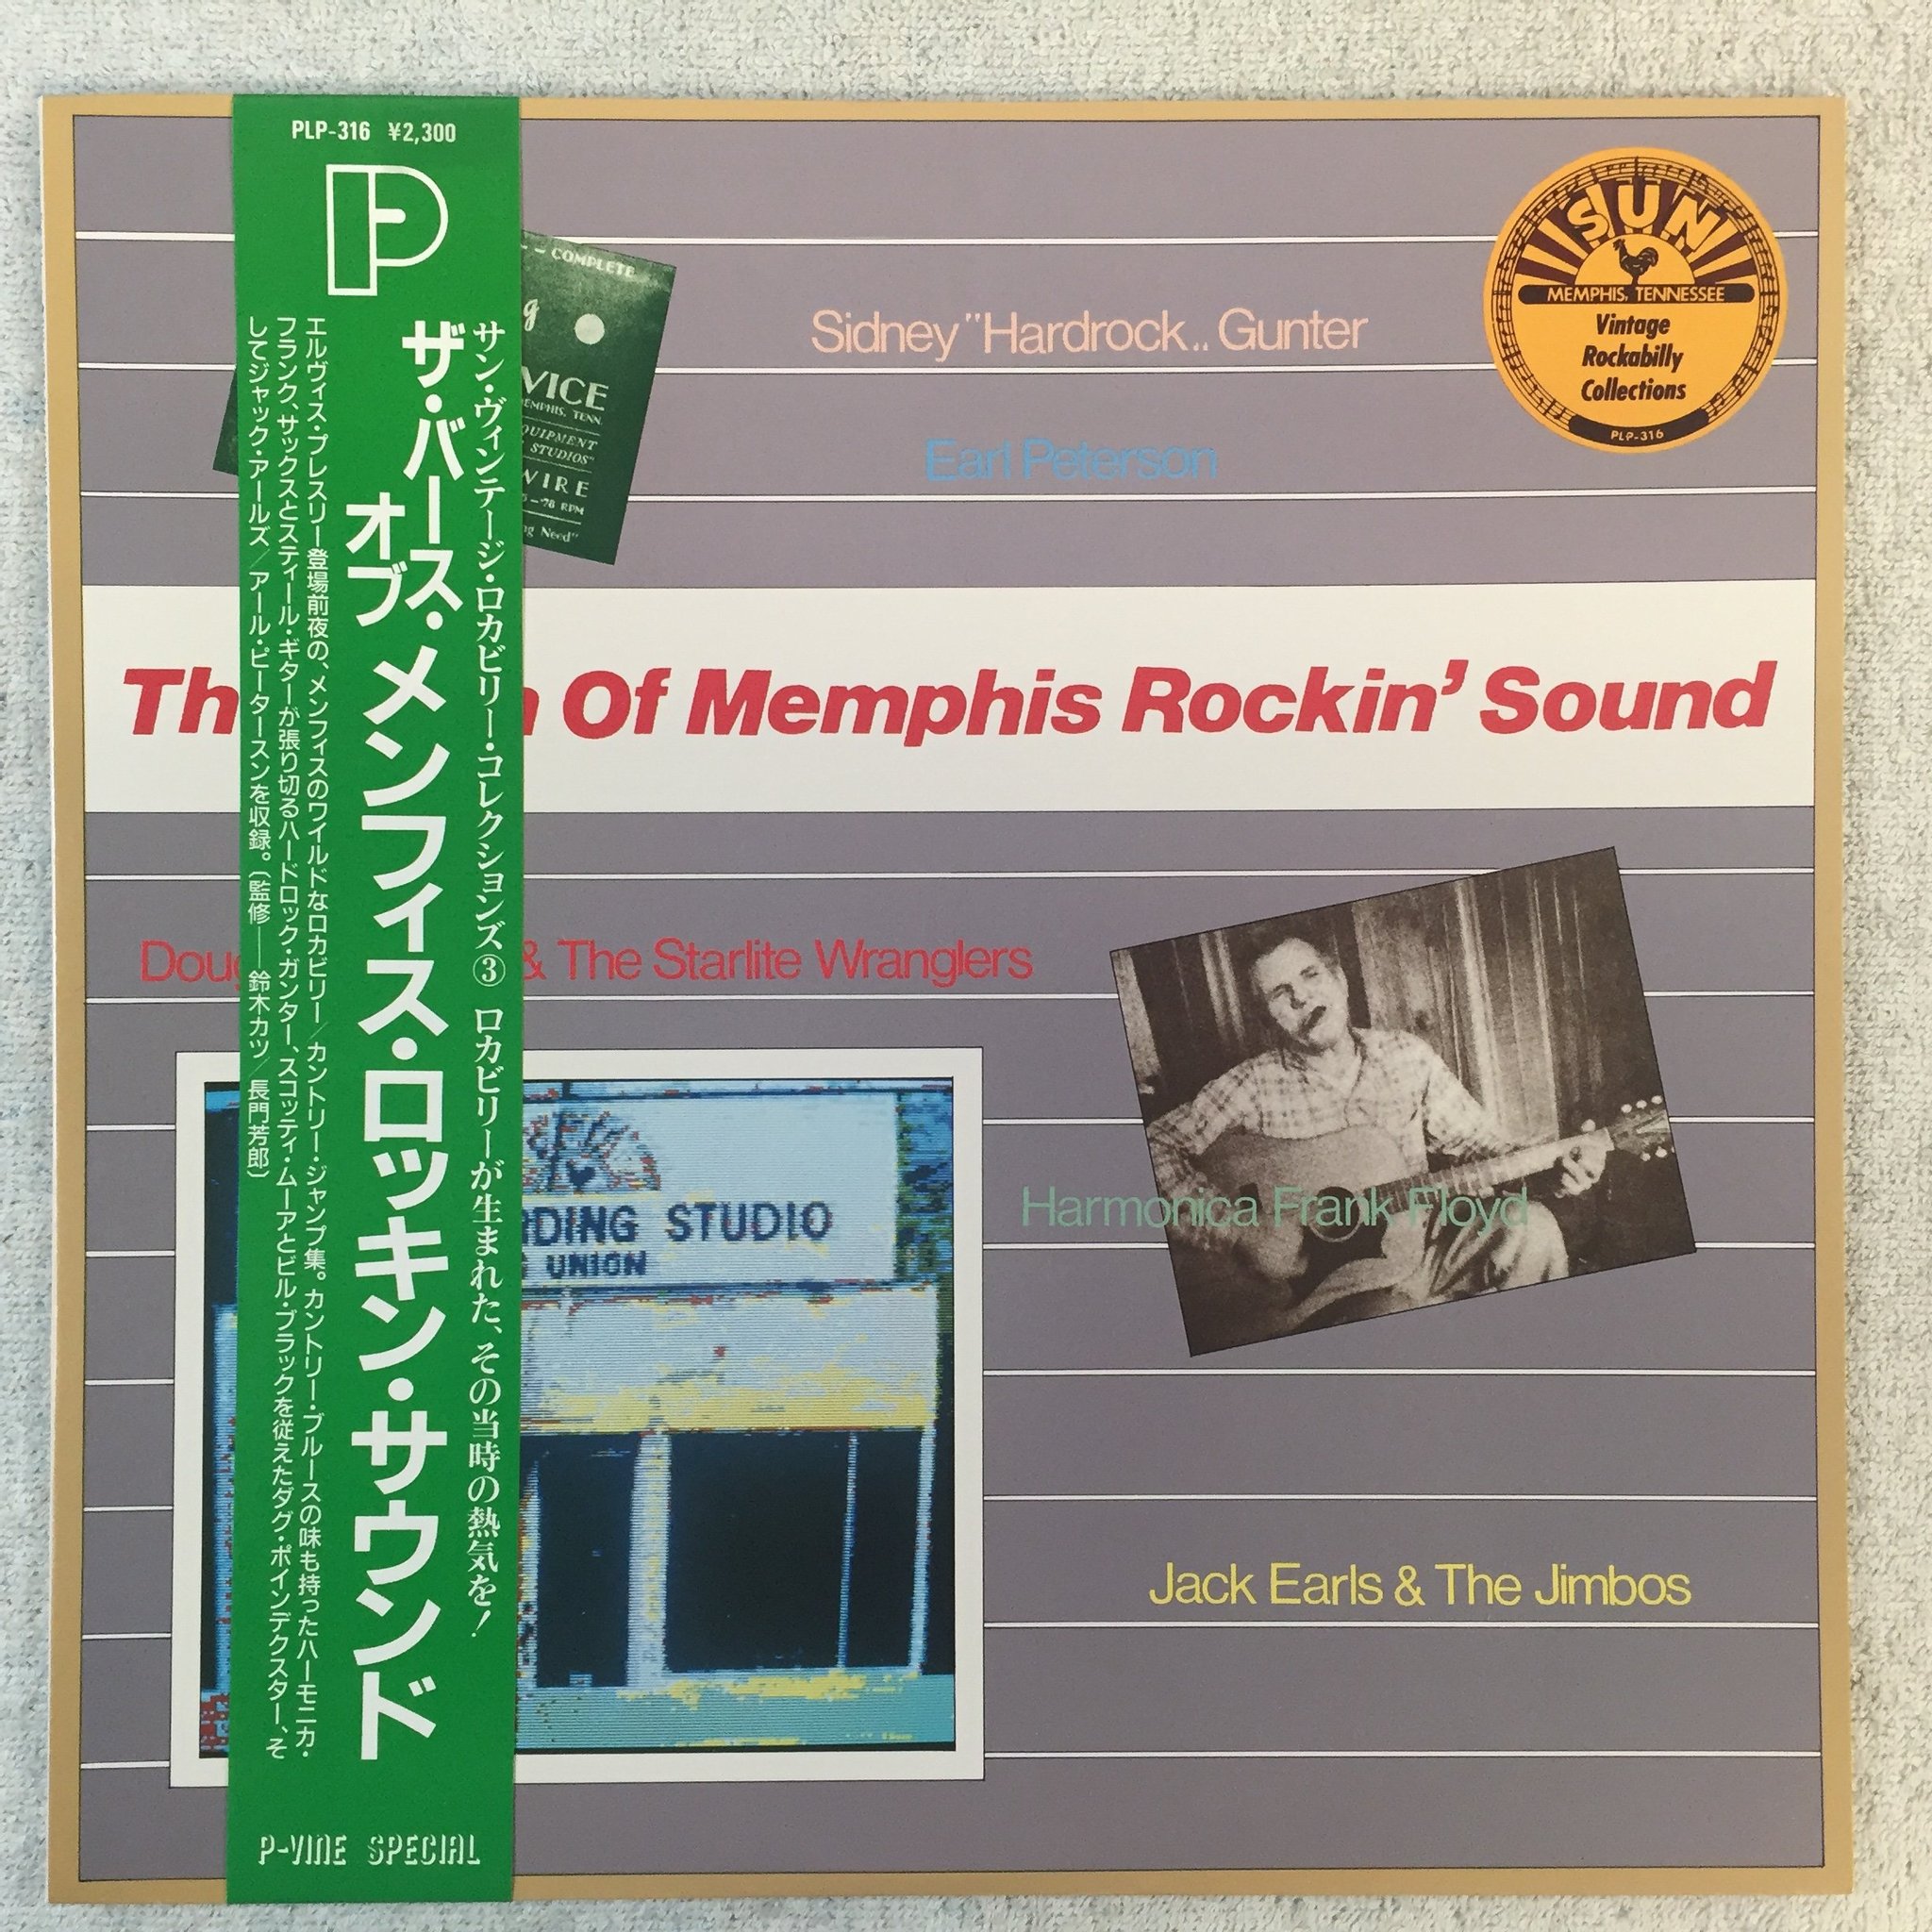 PLP-316 ¥2,300
P
サン・ヴィンテージ・ロカビリー・コレクションズ③ ロカビリーが生まれた、その当時の熱気を!
ザ・バース・オブ・メンフィス・ロッキン・サウンド
エルヴィス・プレスリー登場前夜の、メンフィスのワイルドなロカビリー/カントリー・ジャンプ集。カントリー・ブルースの味も持ったハーモニカ・
フランク、サックスとスティール・ギターが張り切るハードロック・ガンター、スコッティ・ムーアとビル・ブラックを従えたダグ・ポインデクスター、そ
してジャック・アールズ/アール・ピータースンを収録。(監修——鈴木カツ/長門芳郎)
P-VINE SPECIAL
- COMPLETE
g
VICE
EMPHIS, TENN.
QUIPMENT
STUDIOS"
WIRE
-78 RPM
ng Need"
Sidney "Hardrock„ Gunter
Earl Peterson
SUN
MEMPHIS, TENNESSEE
Vintage
Rockabilly
Collections
PLP-316
Th n Of Memphis Rockin' Sound
Doug & The Starlite Wranglers
RDING STUDIO
UNION
Harmonica Frank Floyd
Jack Earls & The Jimbos